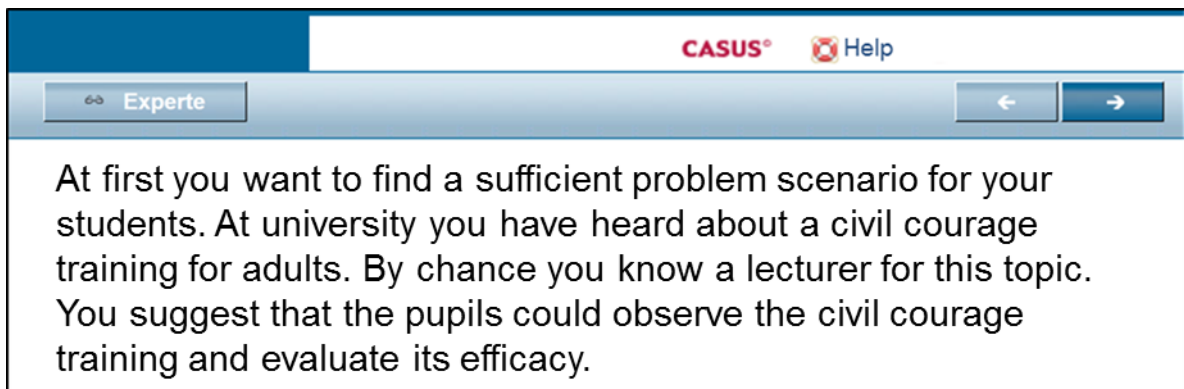 CASUS® Help
Experte
At first you want to find a sufficient problem scenario for your
students. At university you have heard about a civil courage
training for adults. By chance you know a lecturer for this topic.
You suggest that the pupils could observe the civil courage
training and evaluate its efficacy.